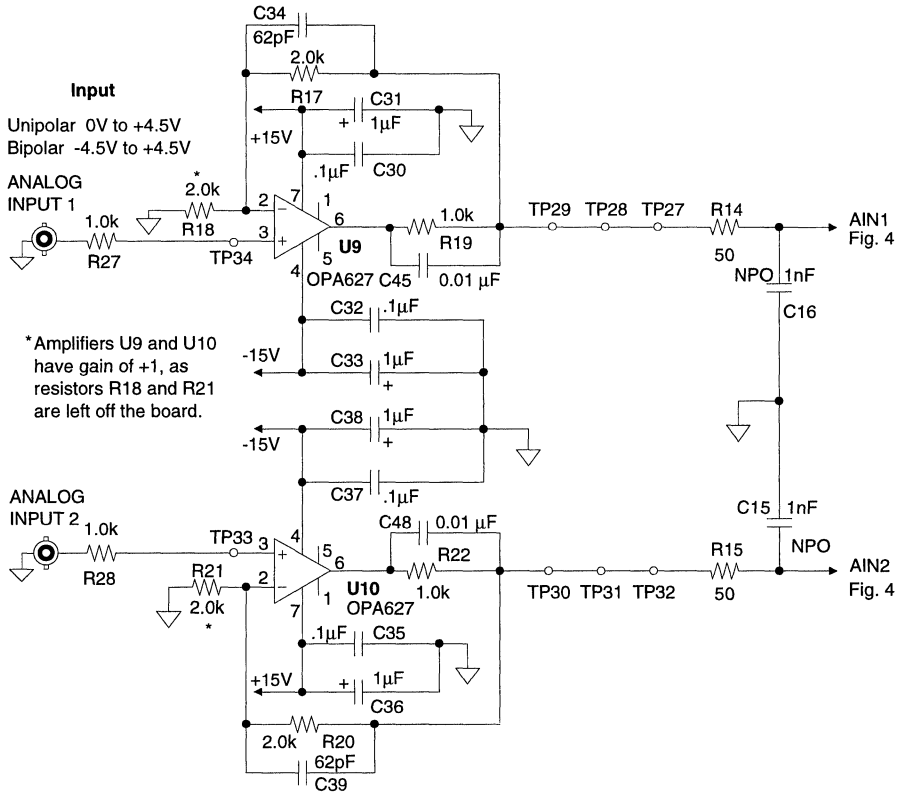 C34
62pF
2.0k
R17
C31
+ 1µF
+15V
.1µF C30
Input
Unipolar 0V to +4.5V
Bipolar -4.5V to +4.5V
ANALOG
INPUT 1
1.0k
R27
*
2.0k
R18
TP34
2
−
3
+
7
1
6
5
4
U9
OPA627
1.0k
R19
C45 0.01 µF
TP29 TP28 TP27
R14
50
AIN1
Fig. 4
NPO 1nF
C16
C32 .1µF
-15V
C33 1µF
+
*Amplifiers U9 and U10
have gain of +1, as
resistors R18 and R21
are left off the board.
-15V
C38 1µF
+
C37 .1µF
C15 1nF
NPO
ANALOG
INPUT 2
1.0k
R28
TP33
3
+
2
−
4
5
6
1
7
R21
2.0k
*
U10
OPA627
C48 0.01 µF
R22
1.0k
TP30 TP31 TP32
R15
50
AIN2
Fig. 4
.1µF C35
+15V
+ 1µF
C36
2.0k R20
62pF
C39